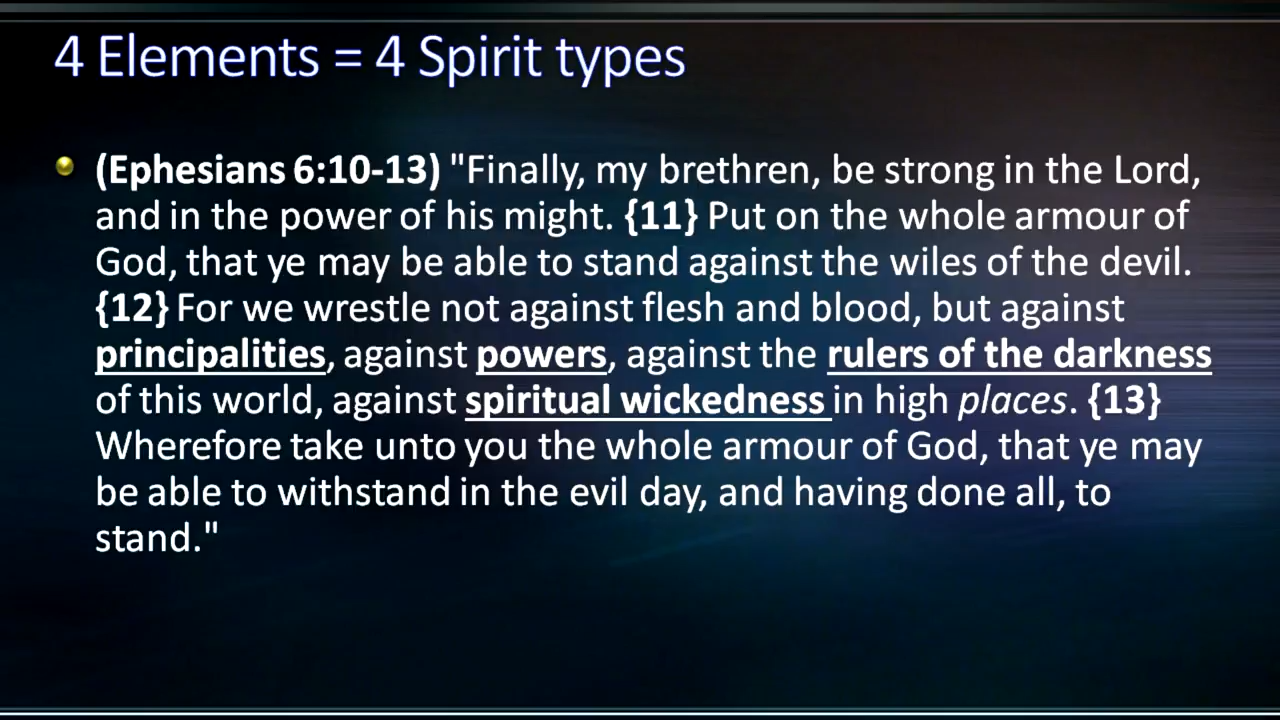 4 Elements = 4 Spirit types
(Ephesians 6:10-13) "Finally, my brethren, be strong in the Lord,
and in the power of his might. {11} Put on the whole armour of
God, that ye may be able to stand against the wiles of the devil.
{12} For we wrestle not against flesh and blood, but against
principalities, against powers, against the rulers of the darkness
of this world, against spiritual wickedness in high places. {13}
Wherefore take unto you the whole armour of God, that ye may
be able to withstand in the evil day, and having done all, to
stand."